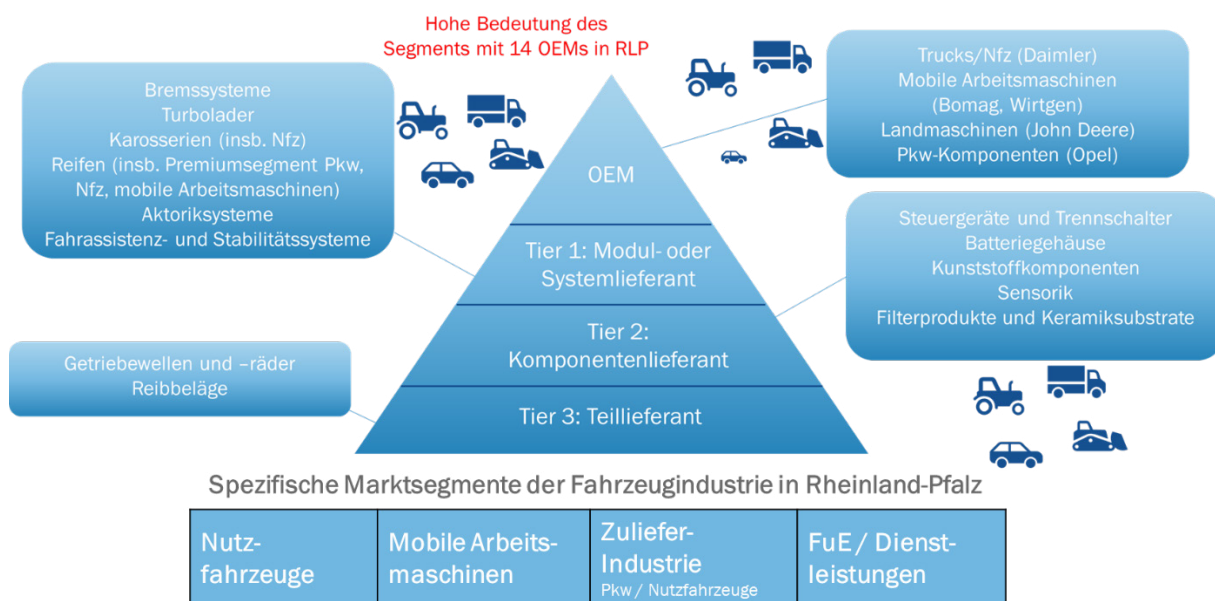 Hohe Bedeutung des
Segments mit 14 OEMs in RLP
Bremssysteme
Turbolader
Karosserien (insb. Nfz)
Reifen (insb. Premiumsegment Pkw,
Nfz, mobile Arbeitsmaschinen)
Aktoriksysteme
Fahrassistenz- und Stabilitätssysteme
Trucks/Nfz (Daimler)
Mobile Arbeitsmaschinen
(Bomag, Wirtgen)
Landmaschinen (John Deere)
Pkw-Komponenten (Opel)
OEM
Tier 1: Modul- oder
Systemlieferant
Tier 2:
Komponentenlieferant
Tier 3: Teillieferant
Steuergeräte und Trennschalter
Batteriegehäuse
Kunststoffkomponenten
Sensorik
Filterprodukte und Keramiksubstrate
Getriebewellen und –räder
Reibbeläge
Spezifische Marktsegmente der Fahrzeugindustrie in Rheinland-Pfalz
Nutz-
fahrzeuge
Mobile Arbeits-
maschinen
Zuliefer-
Industrie
Pkw / Nutzfahrzeuge
FuE / Dienst-
leistungen